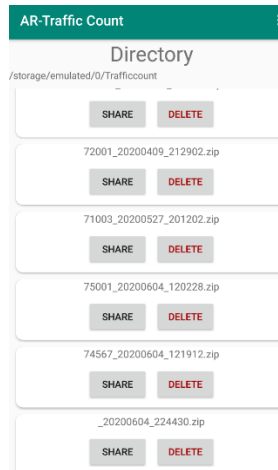 AR-Traffic Count
Directory
/storage/emulated/0/Trafficcount
SHARE DELETE
72001_20200409_212902.zip
SHARE DELETE
71003_20200527_201202.zip
SHARE DELETE
75001_20200604_120228.zip
SHARE DELETE
74567_20200604_121912.zip
SHARE DELETE
_20200604_224430.zip
SHARE DELETE